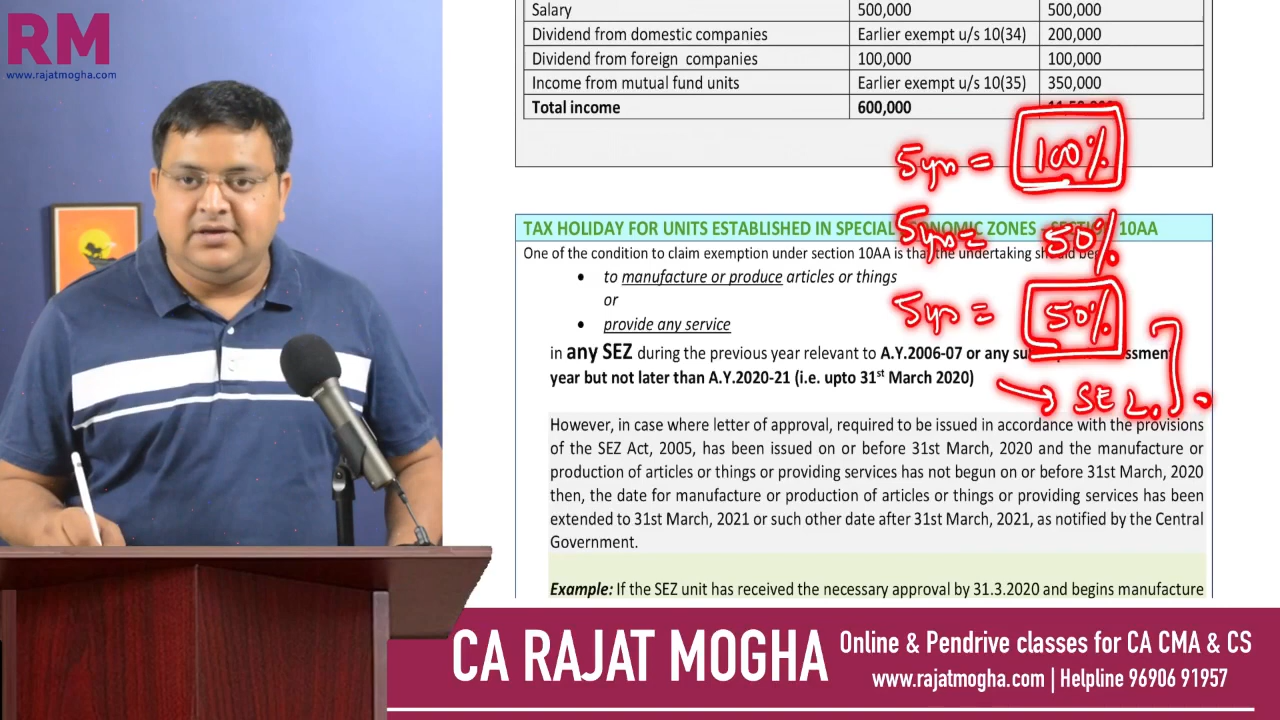 RM
www.rajatmogha.com
Salary 500,000 500,000
Dividend from domestic companies Earlier exempt u/s 10(34) 200,000
Dividend from foreign companies 100,000 100,000
Income from mutual fund units Earlier exempt u/s 10(35) 350,000
Total income 600,000
5yrs = 100%
5yrs = 50%
5yrs = 50%
→ SEZ.
TAX HOLIDAY FOR UNITS ESTABLISHED IN SPECIAL 10AA
One of the condition to claim exemption under section 10AA is that the undertaking
• to manufacture or produce articles or things
or
• provide any service
in any SEZ during the previous year relevant to A.Y.2006-07 or any
year but not later than A.Y.2020-21 (i.e. upto 31st March 2020)
However, in case where letter of approval, required to be issued in accordance with the provisions
of the SEZ Act, 2005, has been issued on or before 31st March, 2020 and the manufacture or
production of articles or things or providing services has not begun on or before 31st March, 2020
then, the date for manufacture or production of articles or things or providing services has been
extended to 31st March, 2021 or such other date after 31st March, 2021, as notified by the Central
Government.
Example: If the SEZ unit has received the necessary approval by 31.3.2020 and begins manufacture
CA RAJAT MOGHA
Online & Pendrive classes for CA CMA & CS
www.rajatmogha.com | Helpline 96906 91957